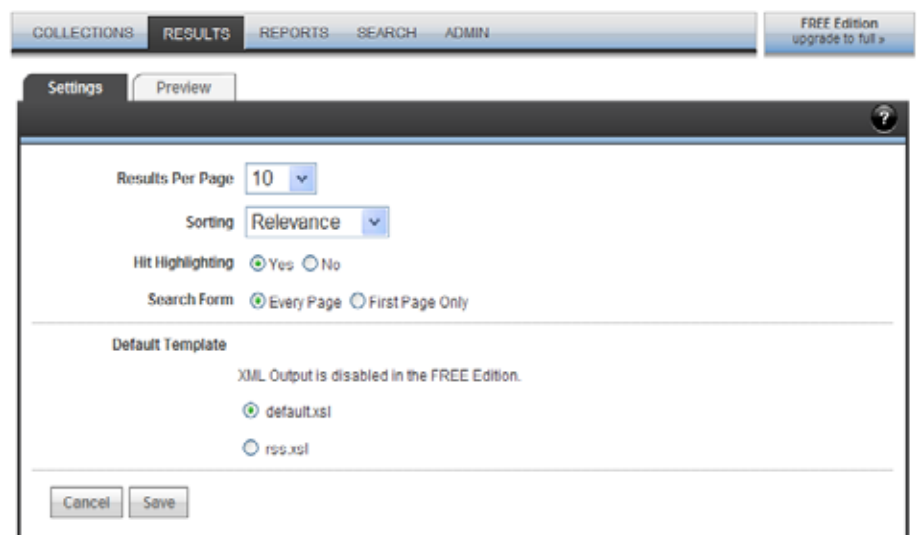 COLLECTIONS RESULTS REPORTS SEARCH ADMIN
FREE Edition
upgrade to full »
Settings Preview
?
Results Per Page 10
Sorting Relevance
Hit Highlighting Yes No
Search Form Every Page First Page Only
Default Template
XML Output is disabled in the FREE Edition.
default.xsl
rss.xsl
Cancel Save